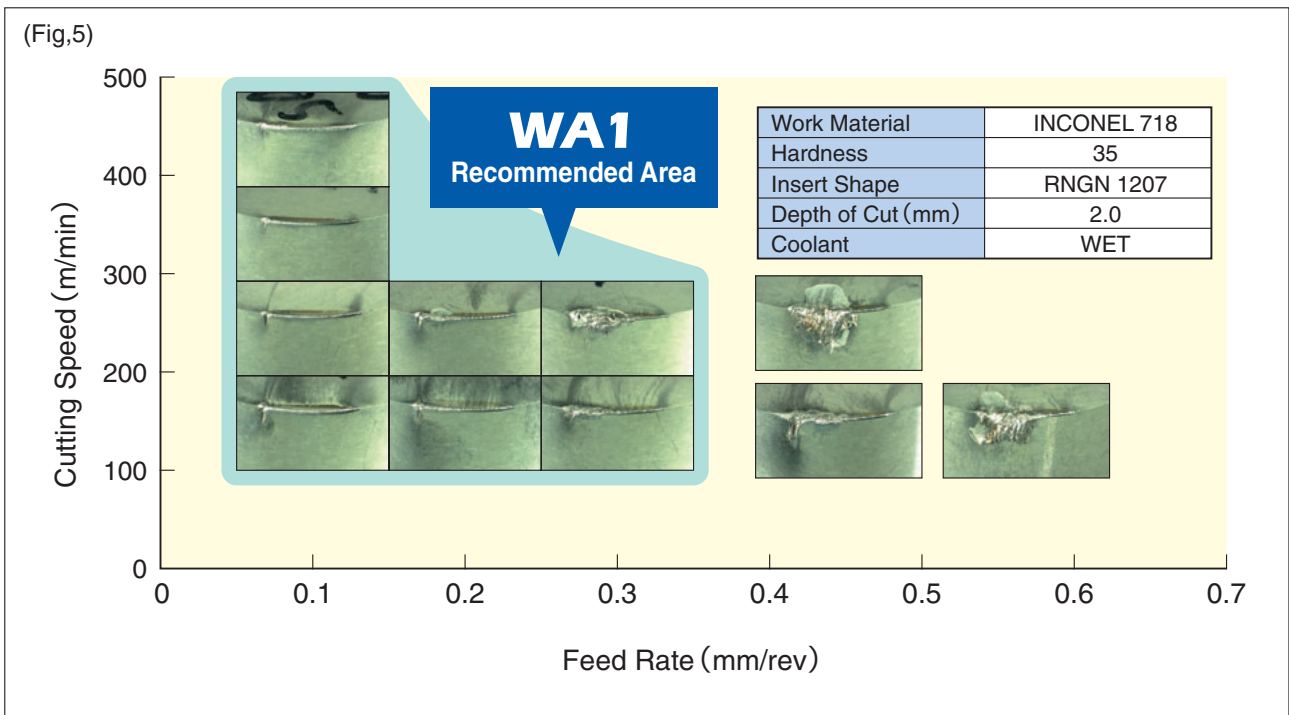 (Fig,5)
500
400
300
200
100
0
Cutting Speed (m/min)
WA1
Recommended Area
Work Material INCONEL 718
Hardness 35
Insert Shape RNGN 1207
Depth of Cut (mm) 2.0
Coolant WET
0 0.1 0.2 0.3 0.4 0.5 0.6 0.7
Feed Rate (mm/rev)